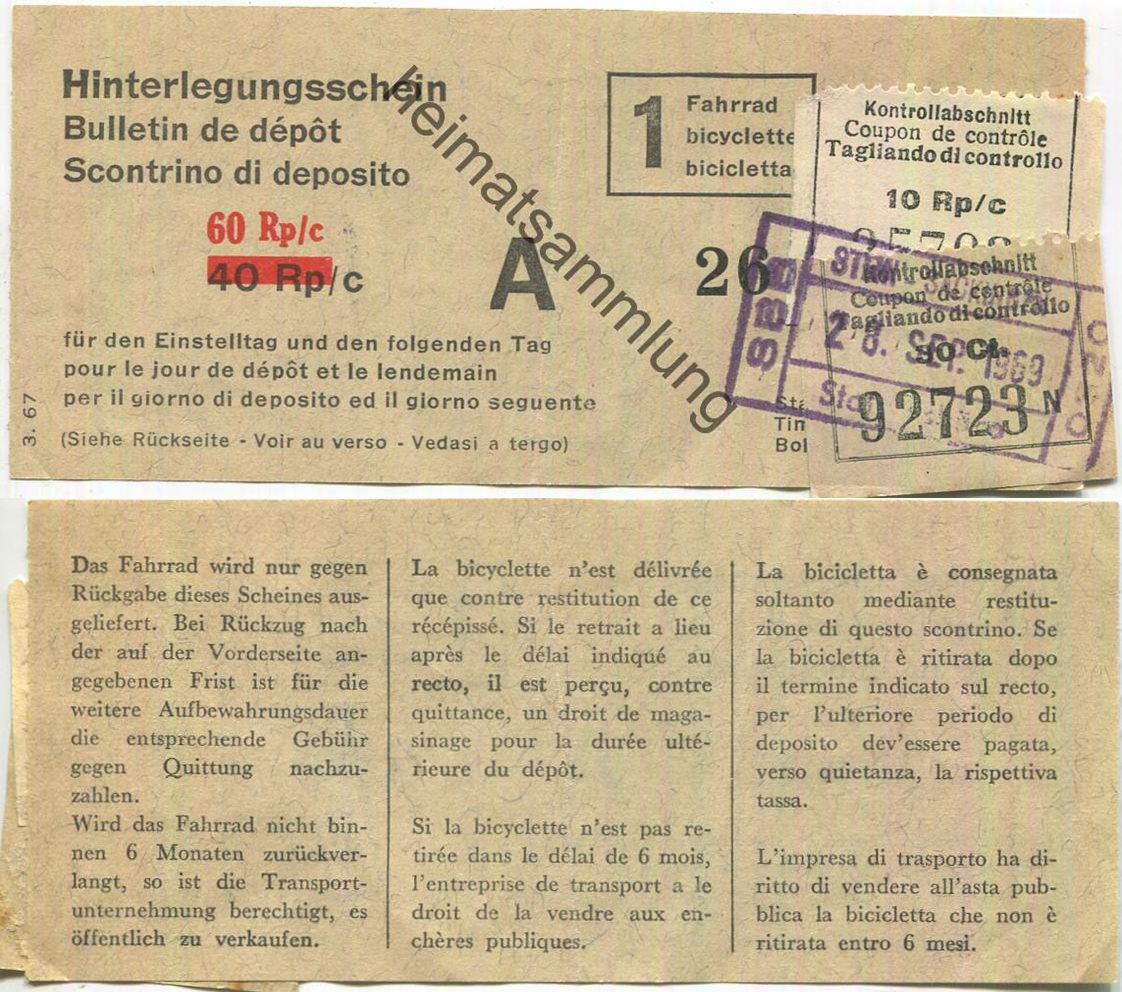 Hinterlegungsschein
Bulletin de dépôt
Scontrino di deposito
60 Rp/c
40 Rp/c
A
für den Einstelltag und den folgenden Tag
pour le jour de dépôt et le lendemain
per il giorno di deposito ed il giorno seguente
(Siehe Rückseite - Voir au verso - Vedasi a tergo)
3. 67
heimatsammlung
1
Fahrrad
bicyclette
bicicletta
26
Kontrollabschnitt
Coupon de contrôle
Tagliando di controllo
10 Rp/c
Kontrollabschnitt
Coupon de contrôle
Tagliando di controllo
92723 N
SBB
28. SEP. 1969
Tim
Bol
Das Fahrrad wird nur gegen
Rückgabe dieses Scheines aus-
geliefert. Bei Rückzug nach
der auf der Vorderseite an-
gegebenen Frist ist für die
weitere Aufbewahrungsdauer
die entsprechende Gebühr
gegen Quittung nachzu-
zahlen.
Wird das Fahrrad nicht bin-
nen 6 Monaten zurückver-
langt, so ist die Transport-
unternehmung berechtigt, es
öffentlich zu verkaufen.
La bicyclette n'est délivrée
que contre restitution de ce
récépissé. Si le retrait a lieu
après le délai indiqué au
recto, il est perçu, contre
quittance, un droit de maga-
sinage pour la durée ulté-
rieure du dépôt.
Si la bicyclette n'est pas re-
tirée dans le délai de 6 mois,
l'entreprise de transport a le
droit de la vendre aux en-
chères publiques.
La bicicletta è consegnata
soltanto mediante restitu-
zione di questo scontrino. Se
la bicicletta è ritirata dopo
il termine indicato sul recto,
per l'ulteriore periodo di
deposito dev'essere pagata,
verso quietanza, la rispettiva
tassa.
L'impresa di trasporto ha di-
ritto di vendere all'asta pub-
blica la bicicletta che non è
ritirata entro 6 mesi.